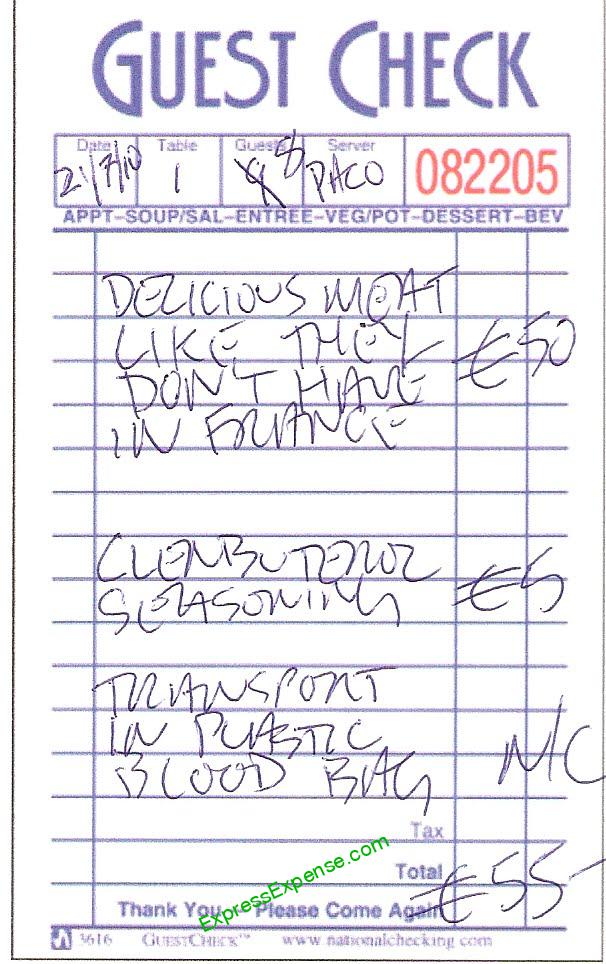 GUEST CHECK
Date Table Guests Server
21/7/10 1 8 PACO 082205
APPT–SOUP/SAL–ENTREE–VEG/POT–DESSERT–BEV
DELICIOUS MEAT
LIKE THEY €50
DON'T HAVE
IN FRANCE
CLENBUTEROL
SEASONING €5
TRANSPORT
IN PLASTIC
BLOOD BAG N/C
Tax
Total €55-
Thank You – Please Come Again
ExpressExpense.com
3616 GUESTCHECK™ www.nationalchecking.com